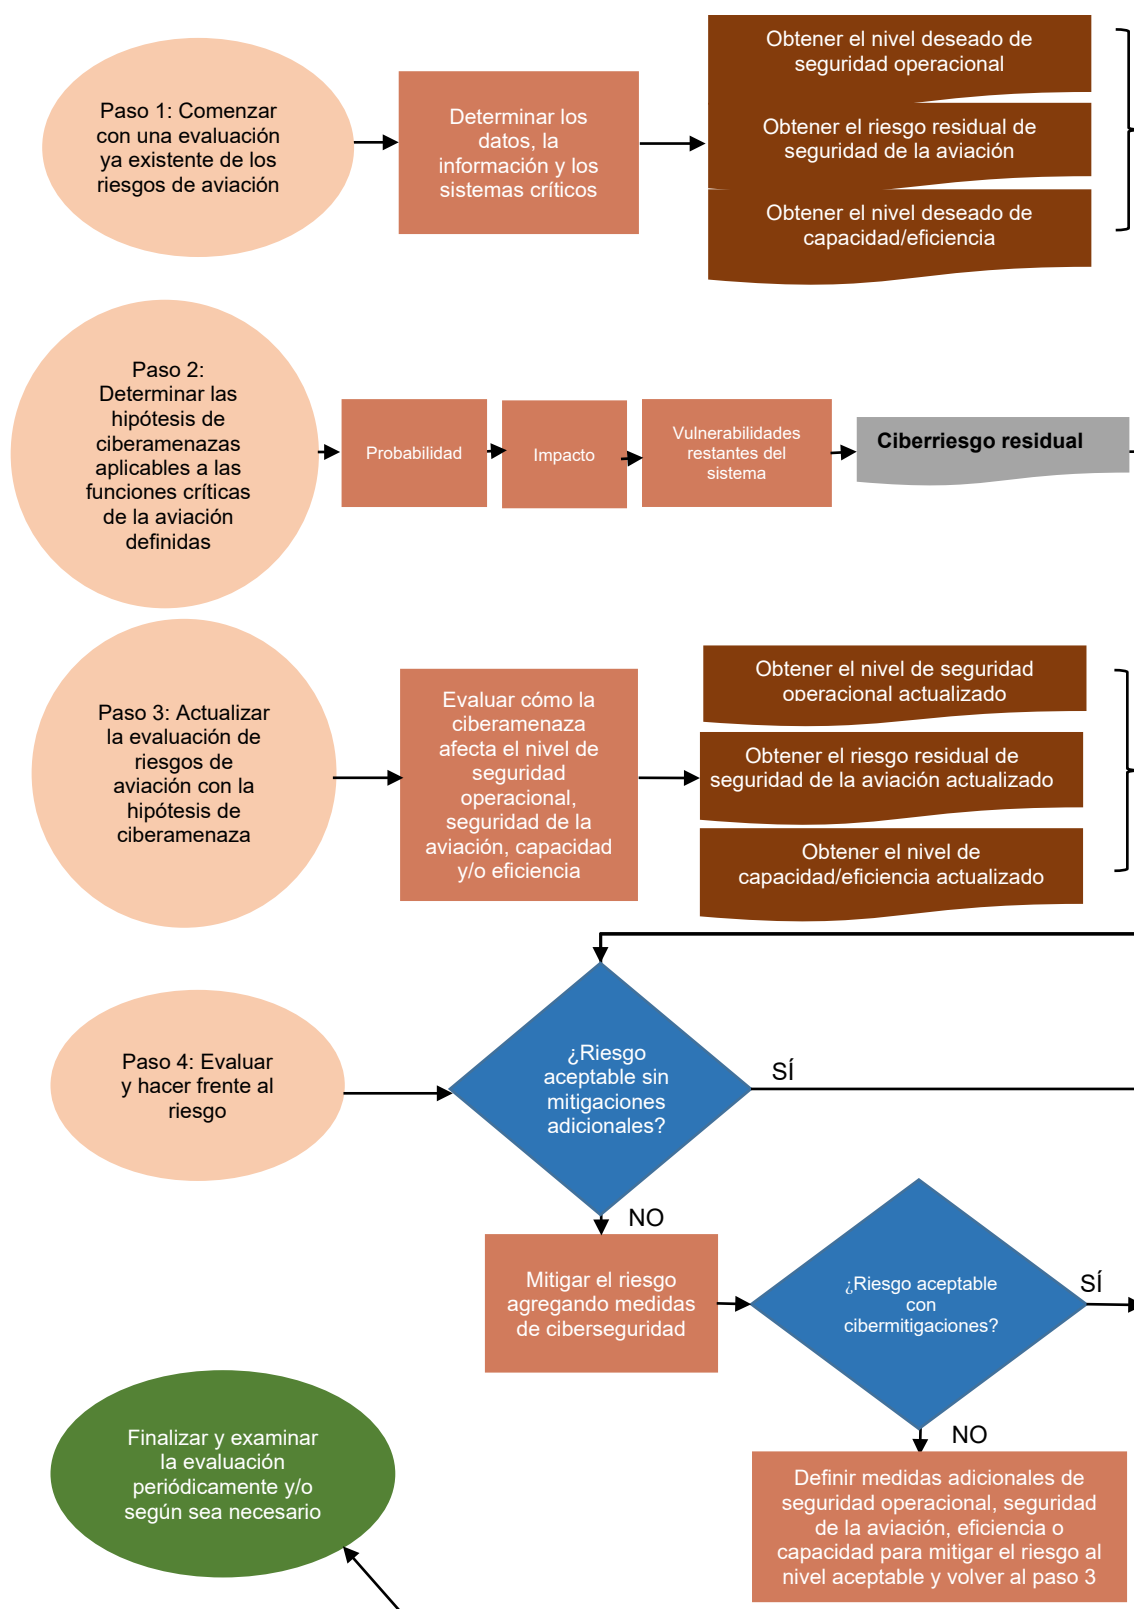 Paso 1: Comenzar
con una evaluación
ya existente de los
riesgos de aviación
Determinar los
datos, la
información y los
sistemas críticos
Obtener el nivel deseado de
seguridad operacional
Obtener el riesgo residual de
seguridad de la aviación
Obtener el nivel deseado de
capacidad/eficiencia
Paso 2:
Determinar las
hipótesis de
ciberamenazas
aplicables a las
funciones críticas
de la aviación
definidas
Probabilidad
Impacto
Vulnerabilidades
restantes del
sistema
Ciberriesgo residual
Paso 3: Actualizar
la evaluación de
riesgos de
aviación con la
hipótesis de
ciberamenaza
Evaluar cómo la
ciberamenaza
afecta el nivel de
seguridad
operacional,
seguridad de la
aviación, capacidad
y/o eficiencia
Obtener el nivel de seguridad
operacional actualizado
Obtener el riesgo residual de
seguridad de la aviación actualizado
Obtener el nivel de
capacidad/eficiencia actualizado
Paso 4: Evaluar
y hacer frente al
riesgo
¿Riesgo
aceptable sin
mitigaciones
adicionales?
SÍ
NO
Mitigar el riesgo
agregando medidas
de ciberseguridad
¿Riesgo aceptable
con
cibermitigaciones?
SÍ
NO
Definir medidas adicionales de
seguridad operacional, seguridad
de la aviación, eficiencia o
capacidad para mitigar el riesgo al
nivel aceptable y volver al paso 3
Finalizar y examinar
la evaluación
periódicamente y/o
según sea necesario